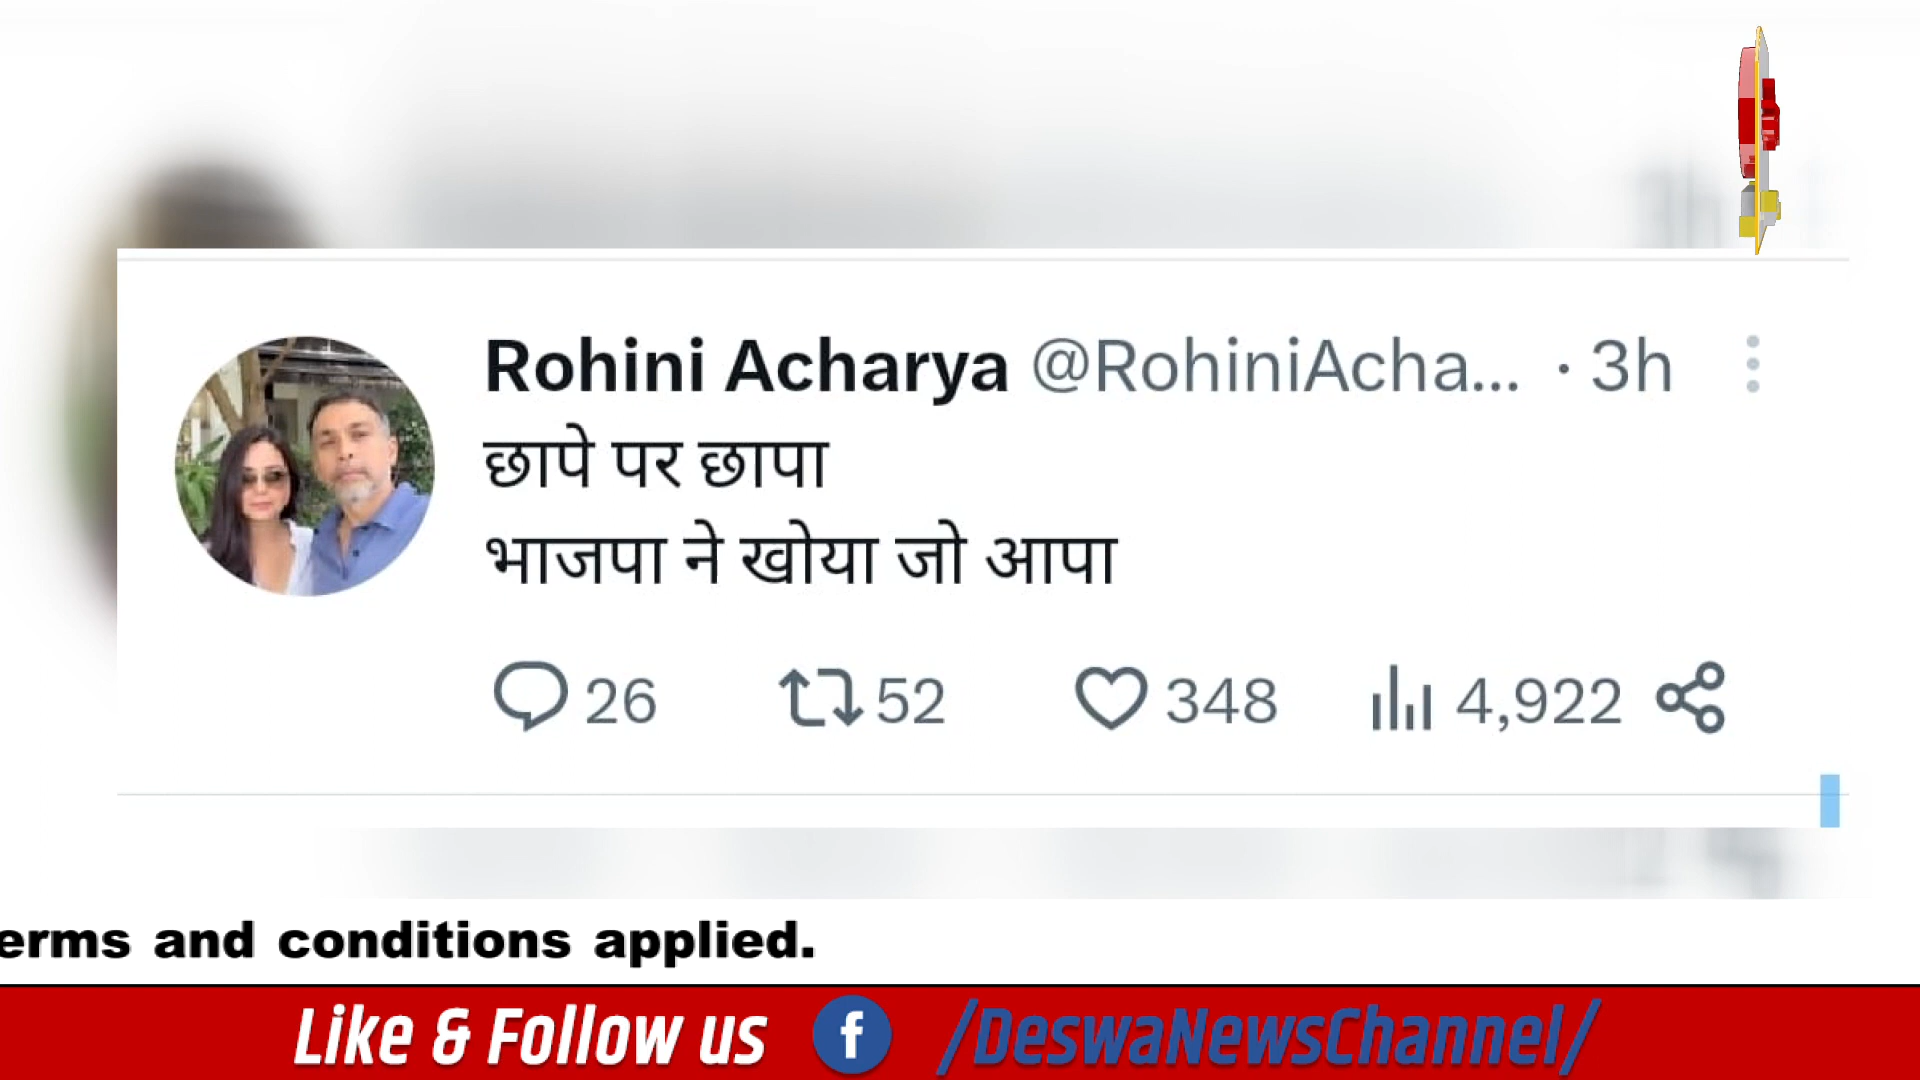 Rohini Acharya @RohiniAcha... · 3h
छापे पर छापा
भाजपा ने खोया जो आपा
26 52 348 4,922
erms and conditions applied.
Like & Follow us f /DeswaNewsChannel/